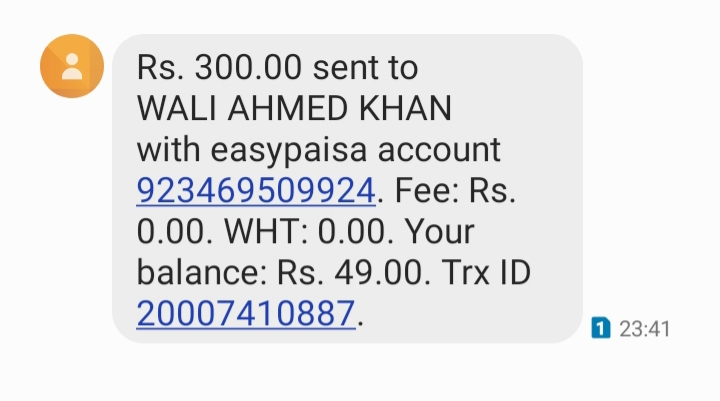 Rs. 300.00 sent to
WALI AHMED KHAN
with easypaisa account
923469509924. Fee: Rs.
0.00. WHT: 0.00. Your
balance: Rs. 49.00. Trx ID
20007410887.
1 23:41